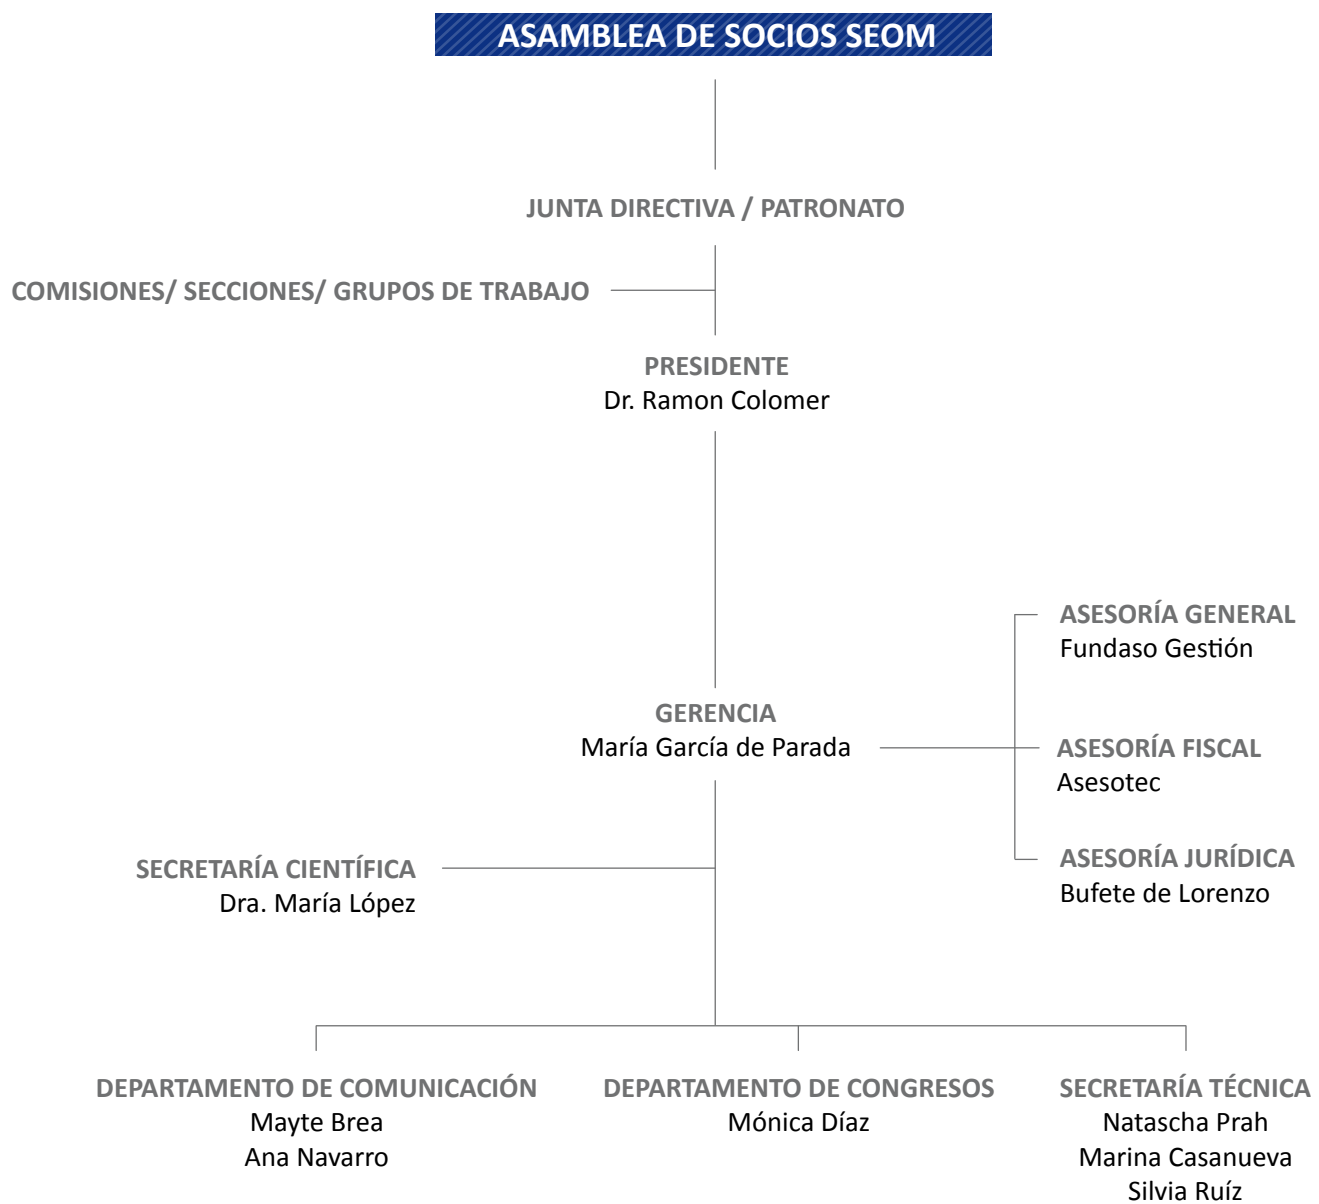 ASAMBLEA DE SOCIOS SEOM
JUNTA DIRECTIVA / PATRONATO
COMISIONES/ SECCIONES/ GRUPOS DE TRABAJO
PRESIDENTE
Dr. Ramon Colomer
ASESORÍA GENERAL
Fundaso Gestión
GERENCIA
María García de Parada
ASESORÍA FISCAL
Asesotec
SECRETARÍA CIENTÍFICA
Dra. María López
ASESORÍA JURÍDICA
Bufete de Lorenzo
DEPARTAMENTO DE COMUNICACIÓN
Mayte Brea
Ana Navarro
DEPARTAMENTO DE CONGRESOS
Mónica Díaz
SECRETARÍA TÉCNICA
Natascha Prah
Marina Casanueva
Silvia Ruíz